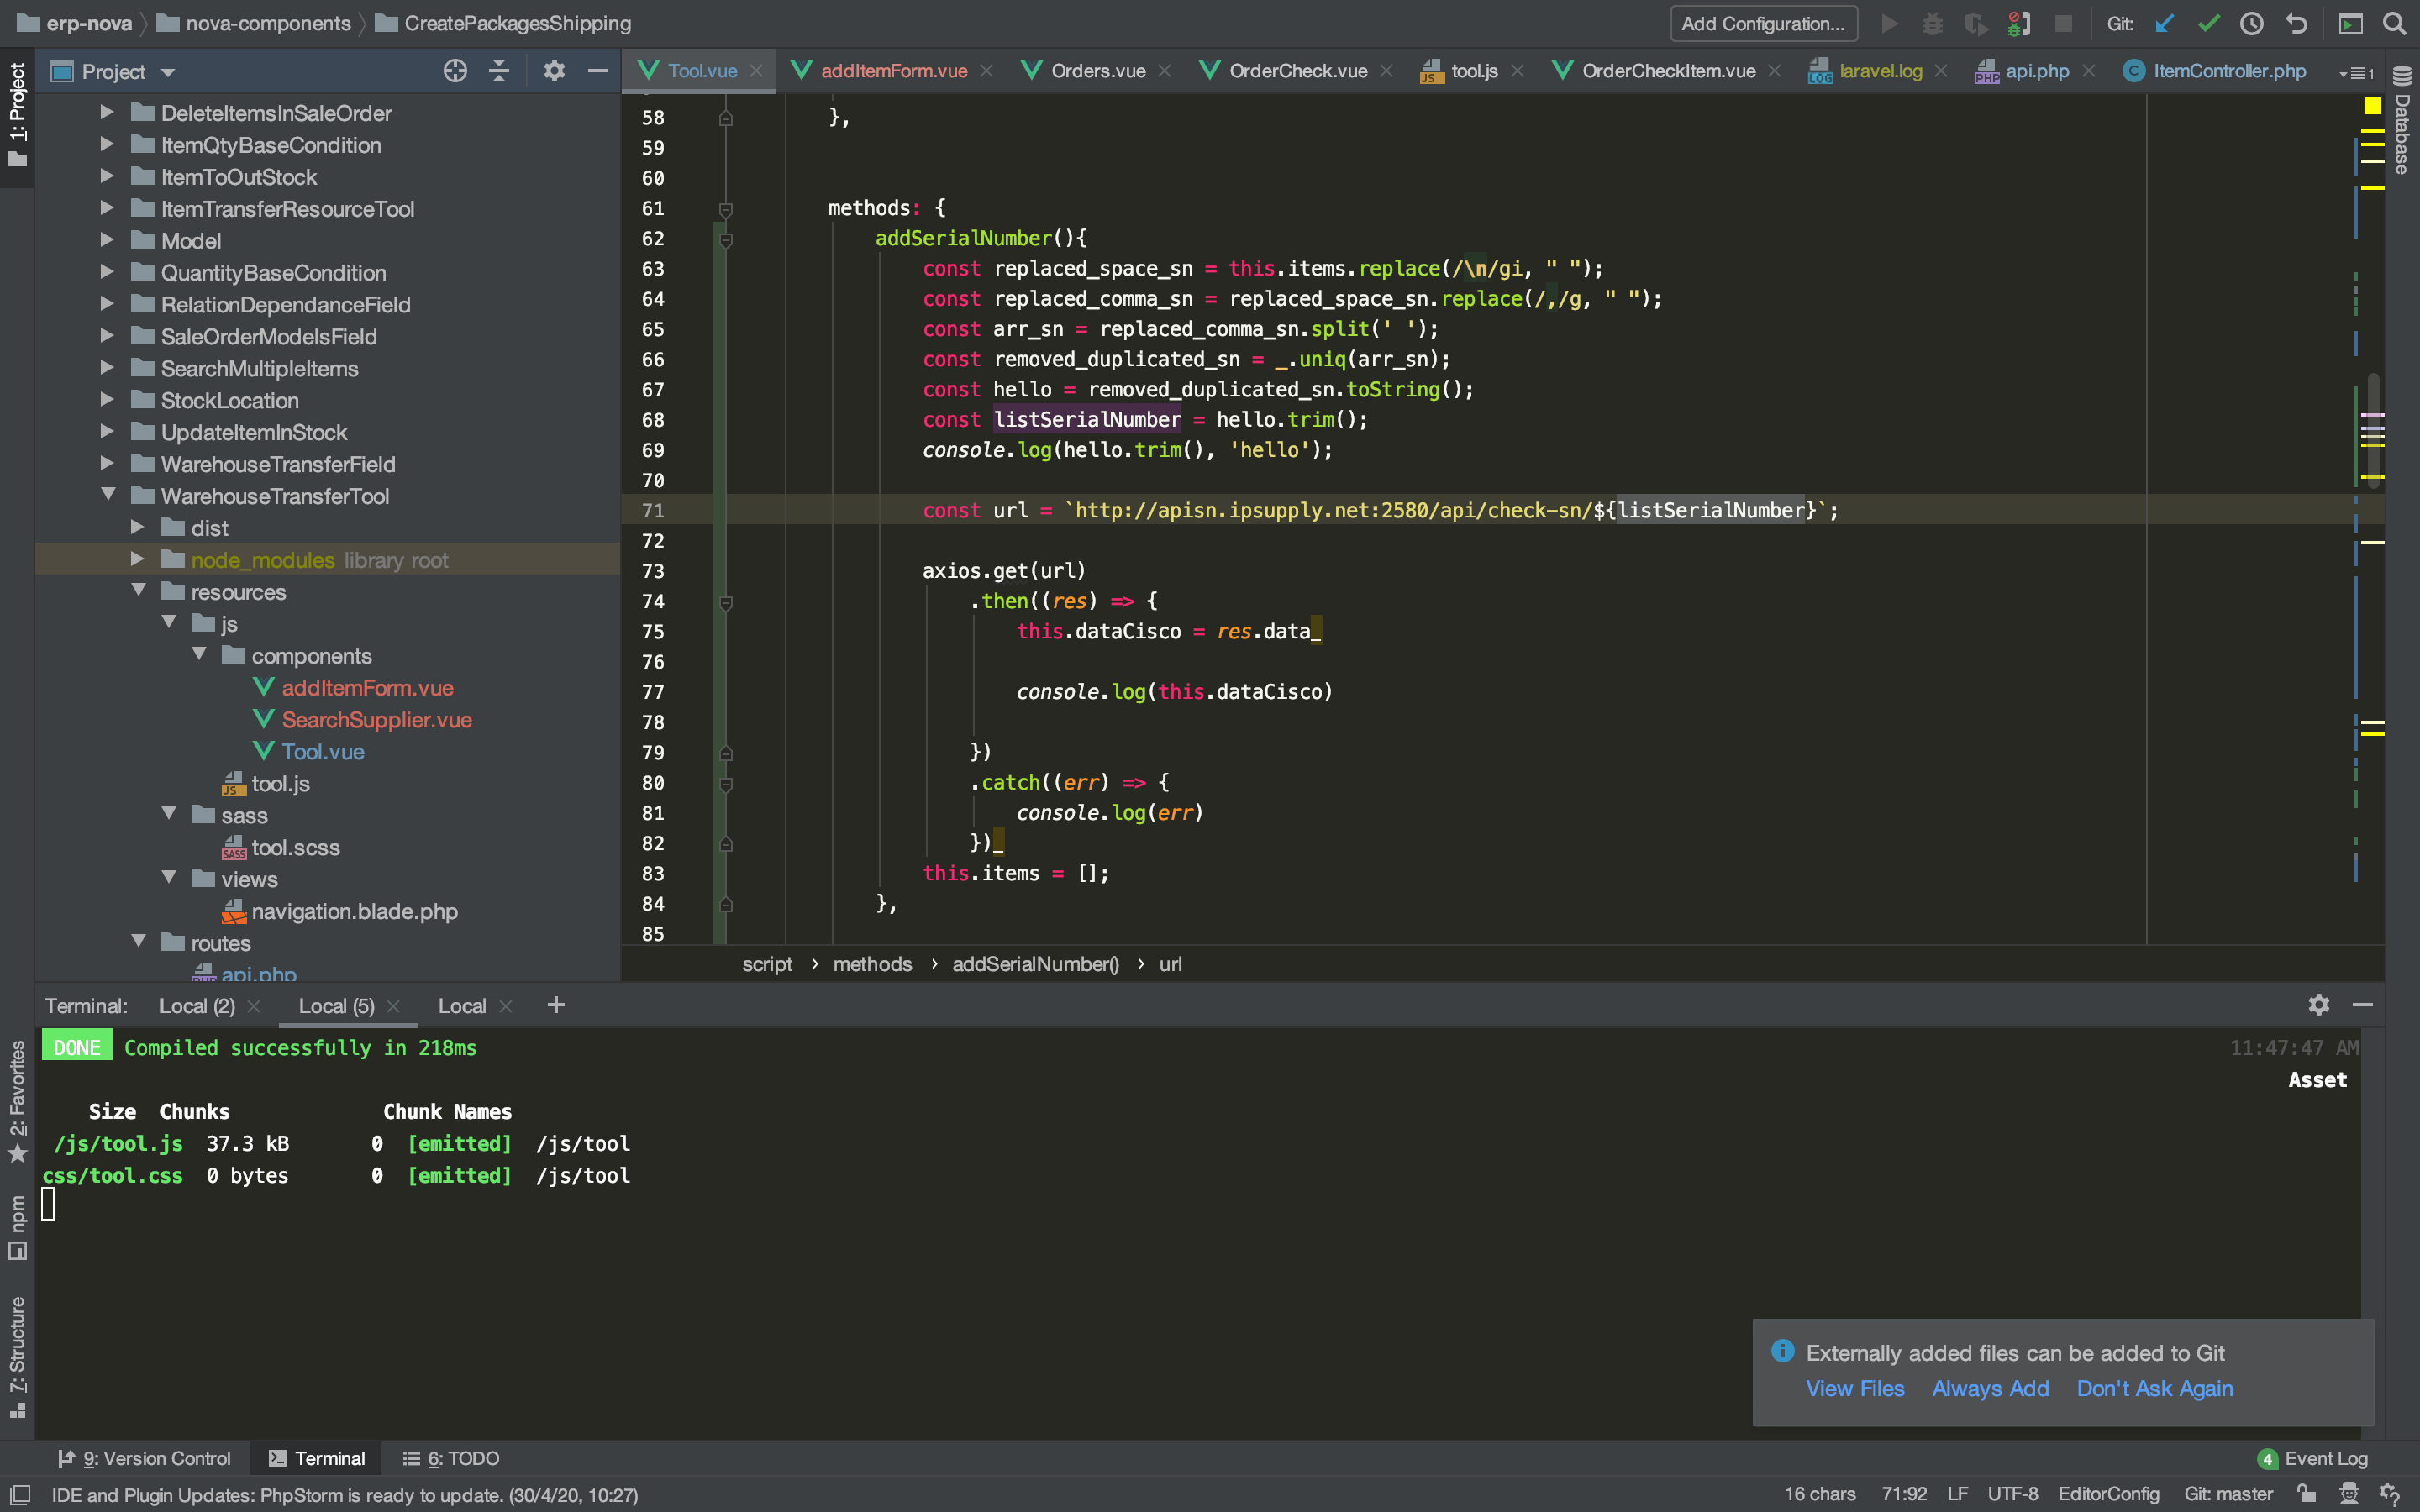 erp-nova
nova-components
CreatePackagesShipping
Add Configuration...
Git:
1: Project
Project
Tool.vue
addItemForm.vue
Orders.vue
OrderCheck.vue
tool.js
OrderCheckItem.vue
laravel.log
api.php
ItemController.php
1
Database
DeleteItemsInSaleOrder
ItemQtyBaseCondition
ItemToOutStock
ItemTransferResourceTool
Model
QuantityBaseCondition
RelationDependanceField
SaleOrderModelsField
SearchMultipleItems
StockLocation
UpdateItemInStock
WarehouseTransferField
WarehouseTransferTool
dist
node_modules library root
resources
js
components
addItemForm.vue
SearchSupplier.vue
Tool.vue
tool.js
sass
tool.scss
views
navigation.blade.php
routes
api.php
58 },
59
60
61 methods: {
62 addSerialNumber(){
63 const replaced_space_sn = this.items.replace(/\n/gi, " ");
64 const replaced_comma_sn = replaced_space_sn.replace(/,/g, " ");
65 const arr_sn = replaced_comma_sn.split(' ');
66 const removed_duplicated_sn = _.uniq(arr_sn);
67 const hello = removed_duplicated_sn.toString();
68 const listSerialNumber = hello.trim();
69 console.log(hello.trim(), 'hello');
70
71 const url = `http://apisn.ipsupply.net:2580/api/check-sn/${listSerialNumber}`;
72
73 axios.get(url)
74 .then((res) => {
75 this.dataCisco = res.data
76
77 console.log(this.dataCisco)
78
79 })
80 .catch((err) => {
81 console.log(err)
82 })
83 this.items = [];
84 },
85
script › methods › addSerialNumber() › url
Terminal: Local (2) Local (5) Local +
DONE Compiled successfully in 218ms 11:47:47 AM
Asset
Size Chunks Chunk Names
/js/tool.js 37.3 kB 0 [emitted] /js/tool
css/tool.css 0 bytes 0 [emitted] /js/tool
2: Favorites
npm
7: Structure
Externally added files can be added to Git
View Files Always Add Don't Ask Again
9: Version Control
Terminal
6: TODO
4 Event Log
IDE and Plugin Updates: PhpStorm is ready to update. (30/4/20, 10:27)
16 chars 71:92 LF UTF-8 EditorConfig Git: master